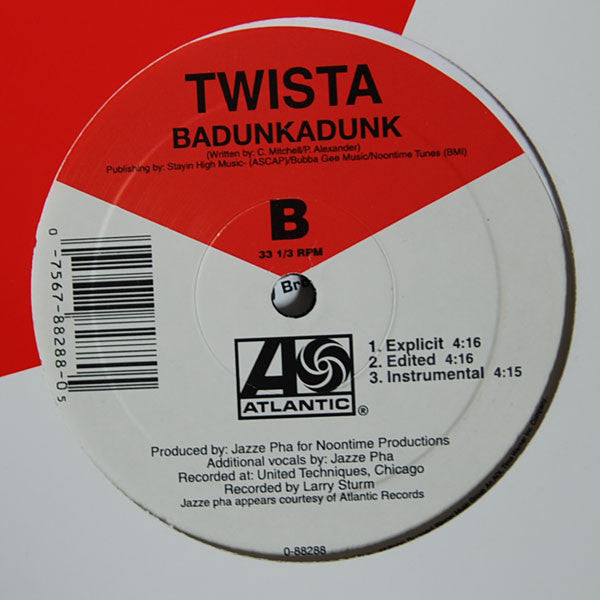 TWISTA
BADUNKADUNK
(Written by: C. Mitchell/P. Alexander)
Publishing by: Stayin High Music- (ASCAP)/Bubba Gee Music/Noontime Tunes (BMI)
B
33 1/3 RPM
Bre
0 -7567-88288-0 5
1. Explicit 4:16
2. Edited 4:16
3. Instrumental 4:15
A
ATLANTIC ®
Produced by: Jazze Pha for Noontime Productions
Additional vocals by: Jazze Pha
Recorded at: United Techniques, Chicago
Recorded by Larry Sturm
Jazze pha appears courtesy of Atlantic Records
0-88288